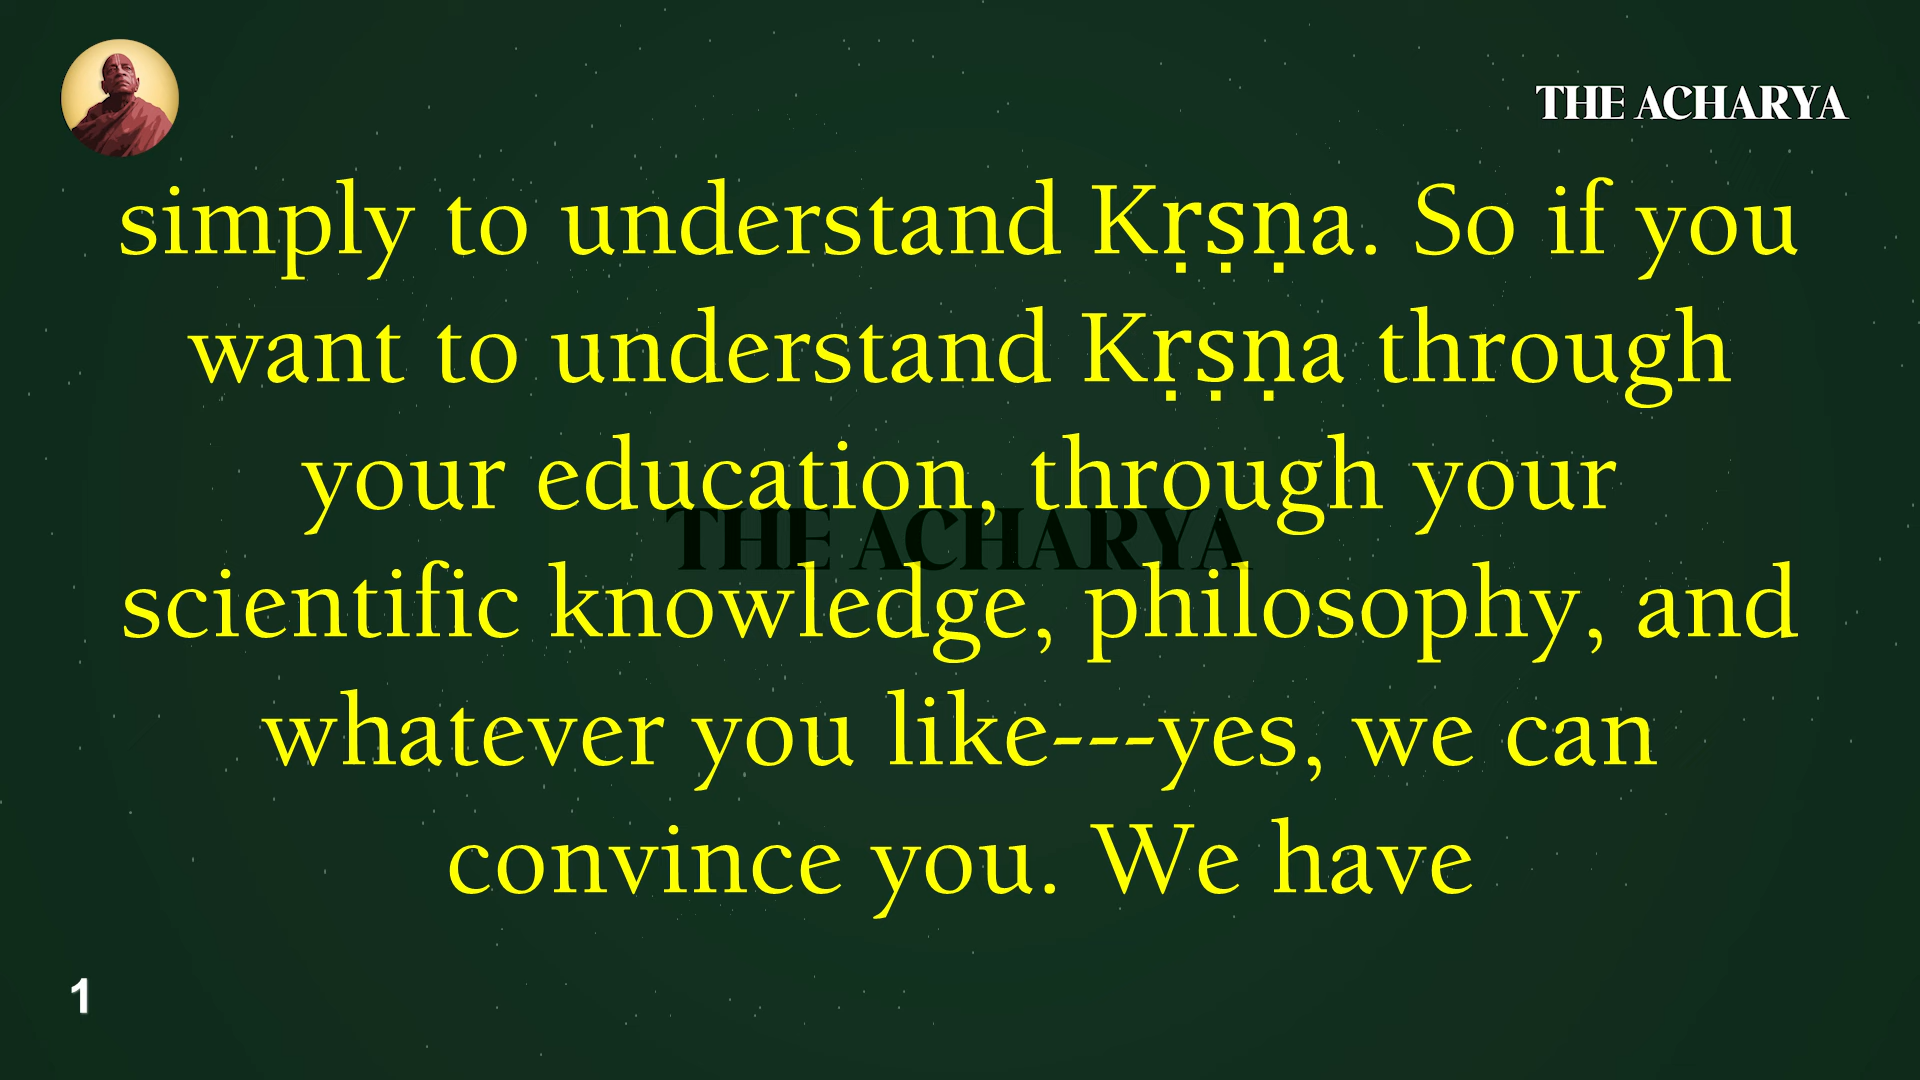 THE ACHARYA
simply to understand Kṛṣṇa. So if you
want to understand Kṛṣṇa through
your education, through your
THE ACHARYA
scientific knowledge, philosophy, and
whatever you like---yes, we can
convince you. We have
1